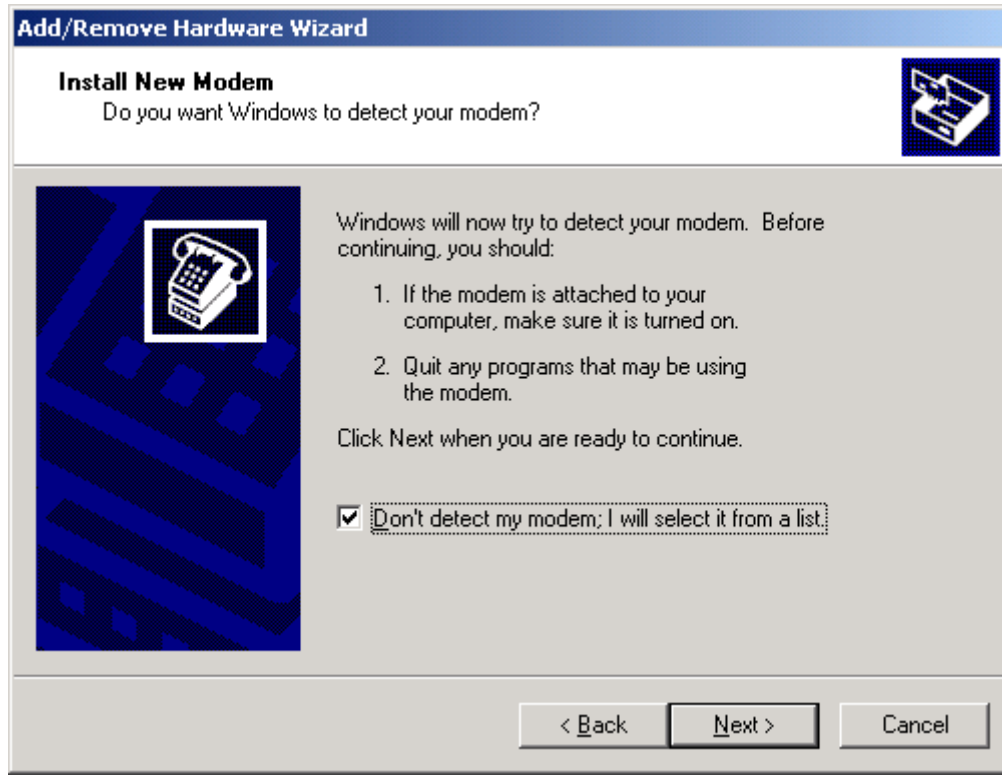 Add/Remove Hardware Wizard
Install New Modem
Do you want Windows to detect your modem?
Windows will now try to detect your modem.  Before
continuing, you should:
1. If the modem is attached to your
computer, make sure it is turned on.
2. Quit any programs that may be using
the modem.
Click Next when you are ready to continue.
Don't detect my modem; I will select it from a list.
< Back
Next >
Cancel